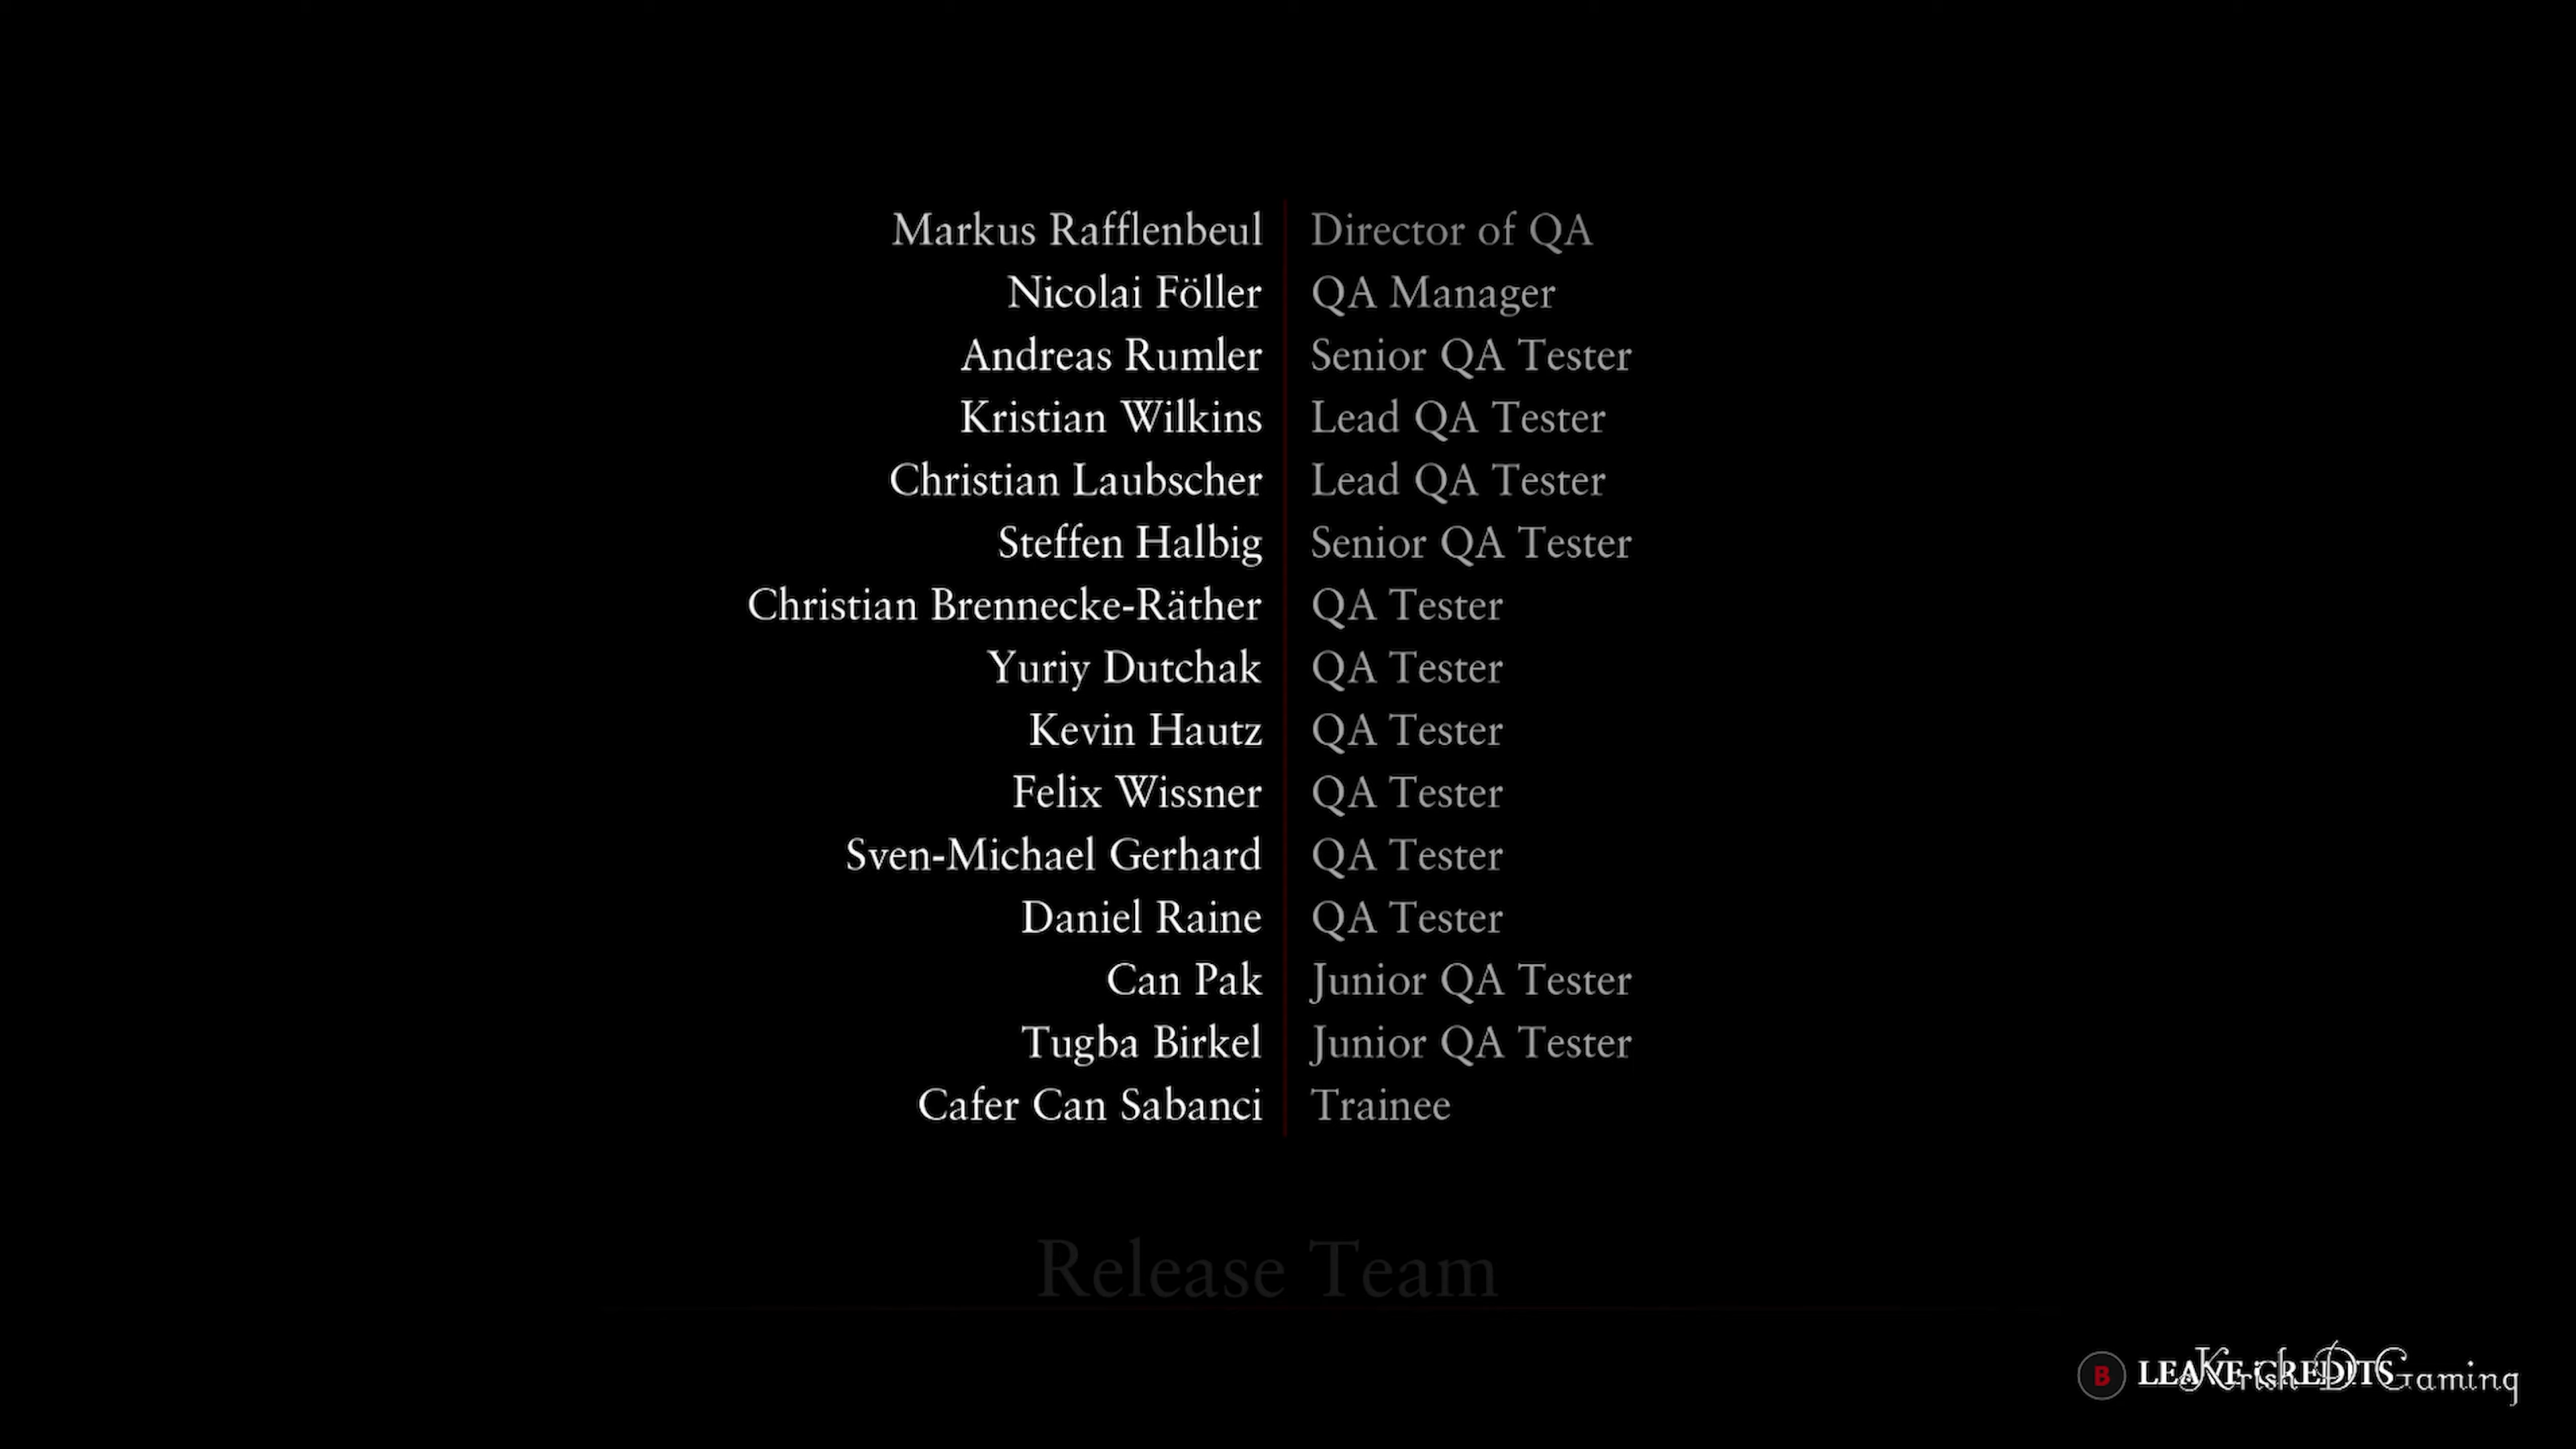 Markus Rafflenbeul Director of QA
Nicolai Föller QA Manager
Andreas Rumler Senior QA Tester
Kristian Wilkins Lead QA Tester
Christian Laubscher Lead QA Tester
Steffen Halbig Senior QA Tester
Christian Brennecke-Räther QA Tester
Yuriy Dutchak QA Tester
Kevin Hautz QA Tester
Felix Wissner QA Tester
Sven-Michael Gerhard QA Tester
Daniel Raine QA Tester
Can Pak Junior QA Tester
Tugba Birkel Junior QA Tester
Cafer Can Sabanci Trainee
Release Team
B LEAVE CREDITS
Krish D Gaming